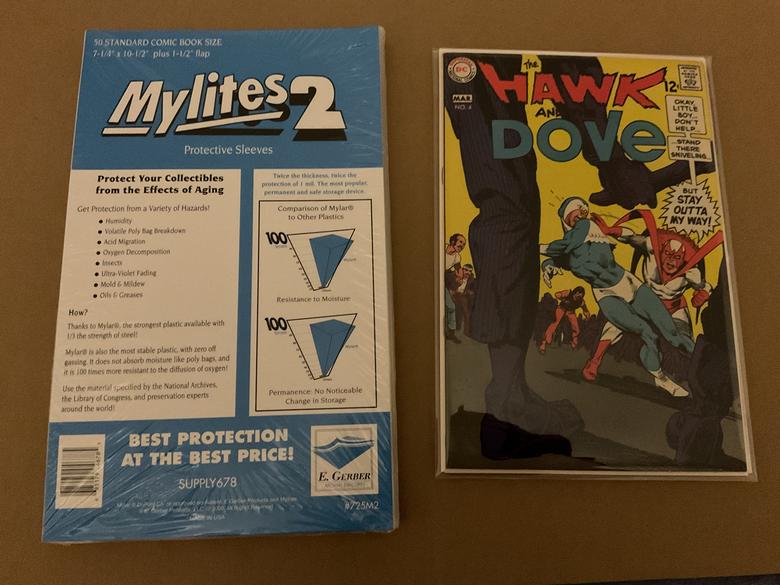 50 STANDARD COMIC BOOK SIZE
7-1/4" x 10-1/2" plus 1-1/2" flap
Mylites 2
Protective Sleeves
Protect Your Collectibles
from the Effects of Aging
Get Protection from a Variety of Hazards!
• Humidity
• Volatile Poly Bag Breakdown
• Acid Migration
• Oxygen Decomposition
• Insects
• Ultra-Violet Fading
• Mold & Mildew
• Oils & Greases
How?
Thanks to Mylar®, the strongest plastic available with
1/3 the strength of steel!
Mylar® is also the most stable plastic, with zero off
gassing. It does not absorb moisture like poly bags, and
is 100 times more resistant to the diffusion of oxygen!
Use the material specified by the National Archives,
the Library of Congress, and preservation experts
around the world!
Twice the thickness, twice the
protection of 1 mil. The most popular,
permanent and safe storage device.
Comparison of Mylar®
to Other Plastics
100
Mylar®
Resistance to Moisture
100
Mylar®
Permanence: No Noticeable
Change in Storage
BEST PROTECTION
AT THE BEST PRICE!
SUPPLY678
E. GERBER
#725M2
MADE IN USA
DC
THE
HAWK
AND
DOVE
MAR.
NO. 4
12¢
OKAY,
LITTLE
BOY...
DON'T
HELP...
...STAND
THERE
SNIVELING...
BUT
STAY
OUTTA
MY WAY!